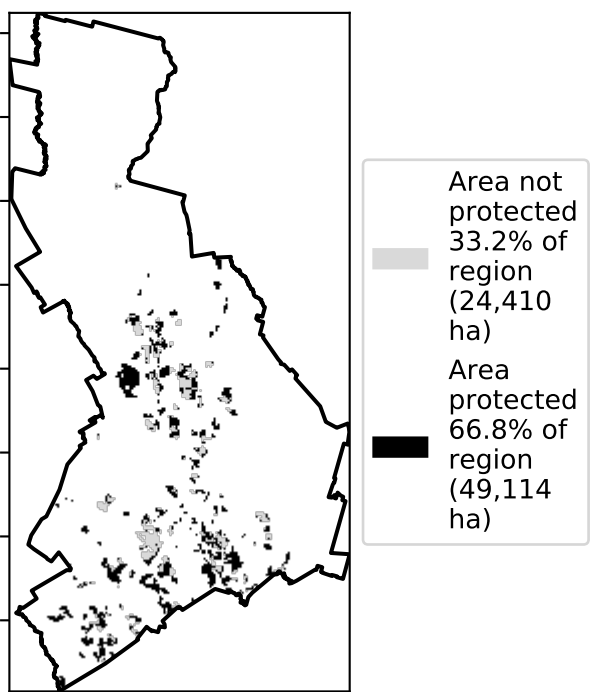 Area not
protected
33.2% of
region
(24,410
ha)
Area
protected
66.8% of
region
(49,114
ha)